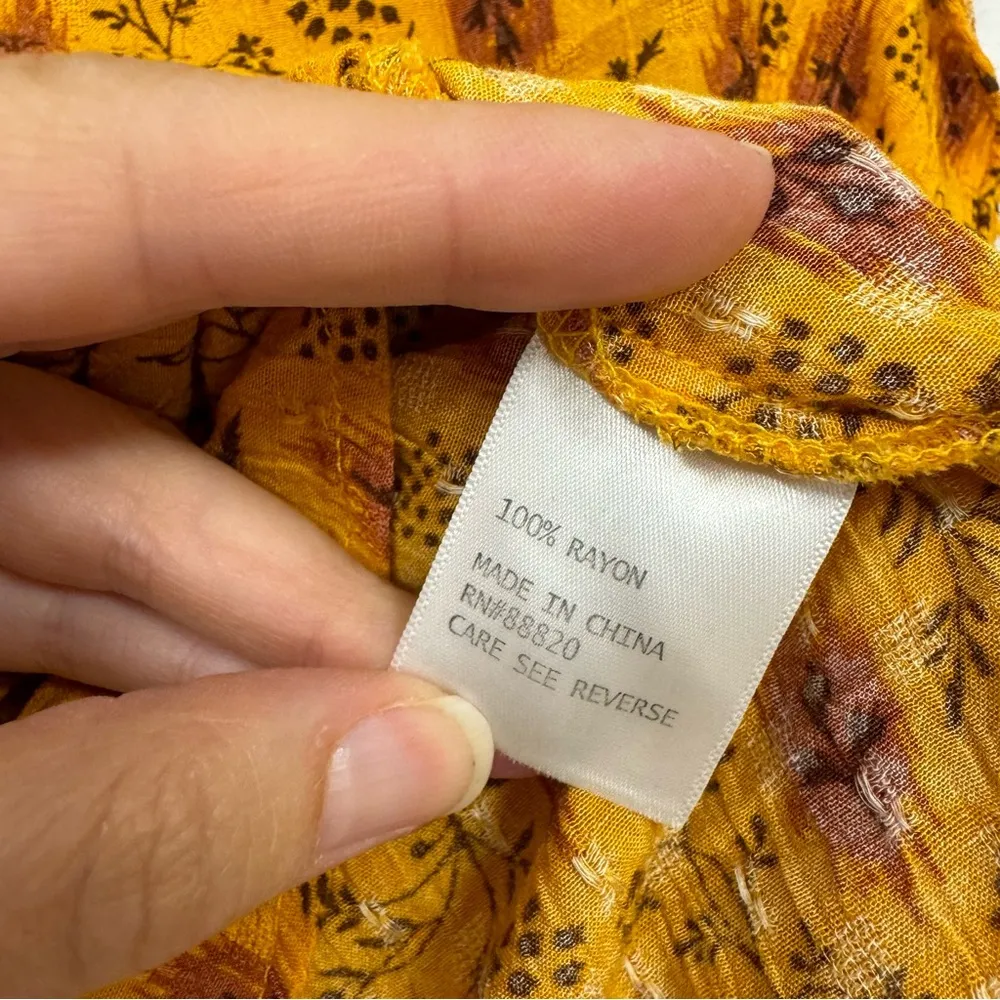 100% RAYON
MADE IN CHINA
RN#88820
CARE SEE REVERSE